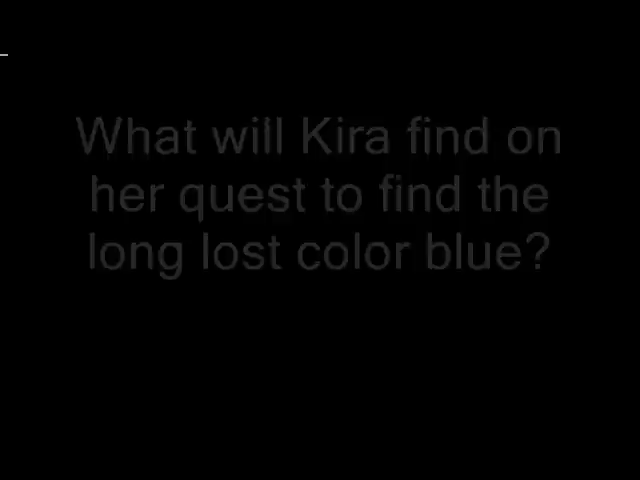 What will Kira find on
her quest to find the
long lost color blue?